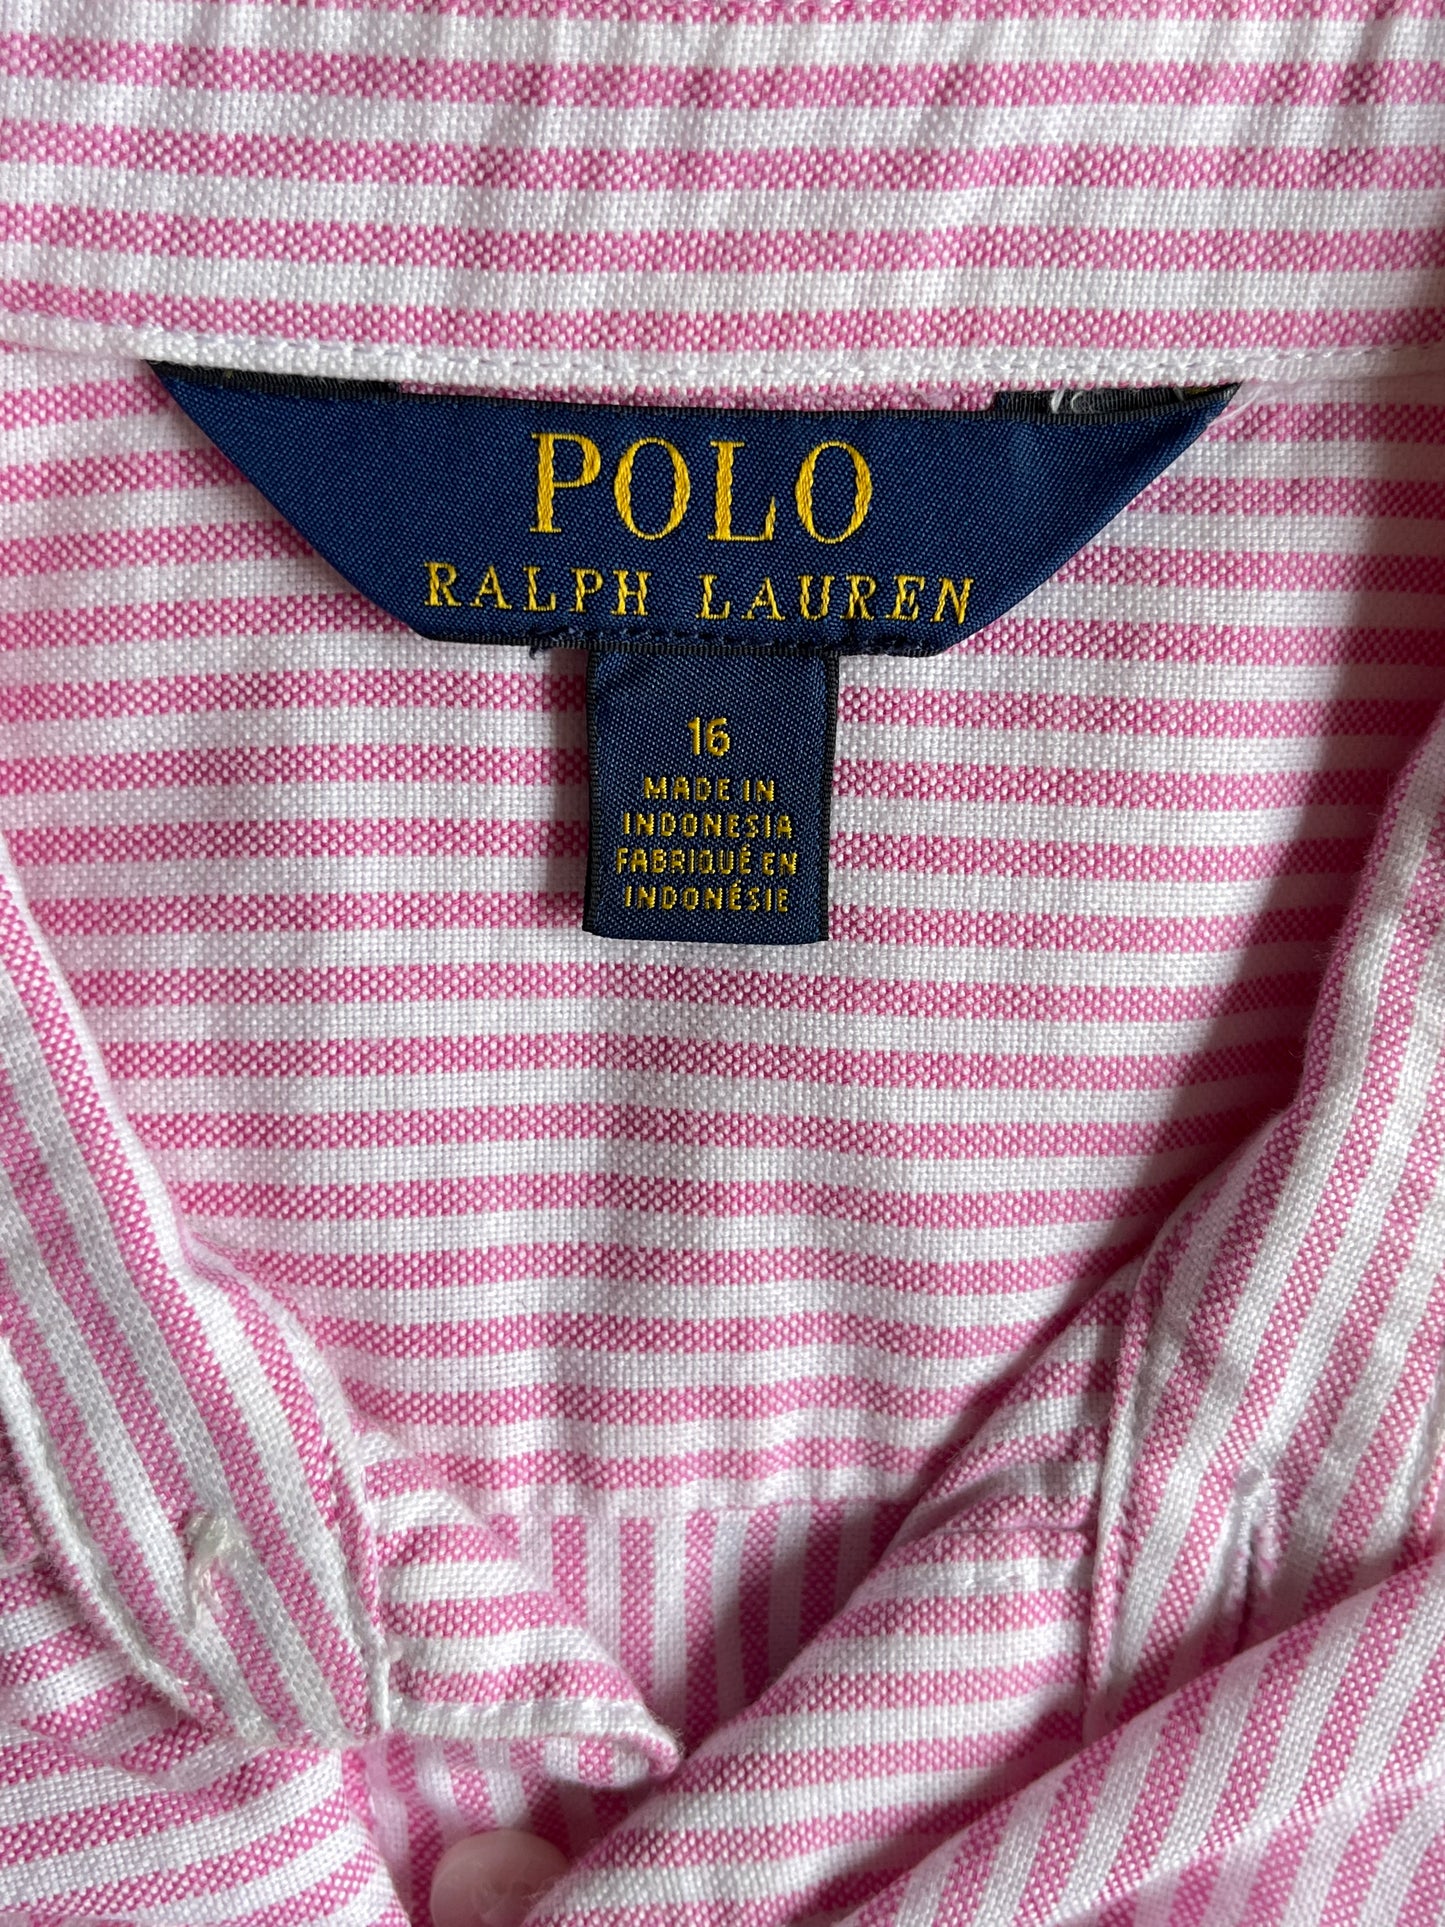 POLO
RALPH LAUREN
16
MADE IN
INDONESIA
FABRIQUÉ EN
INDONÉSIE